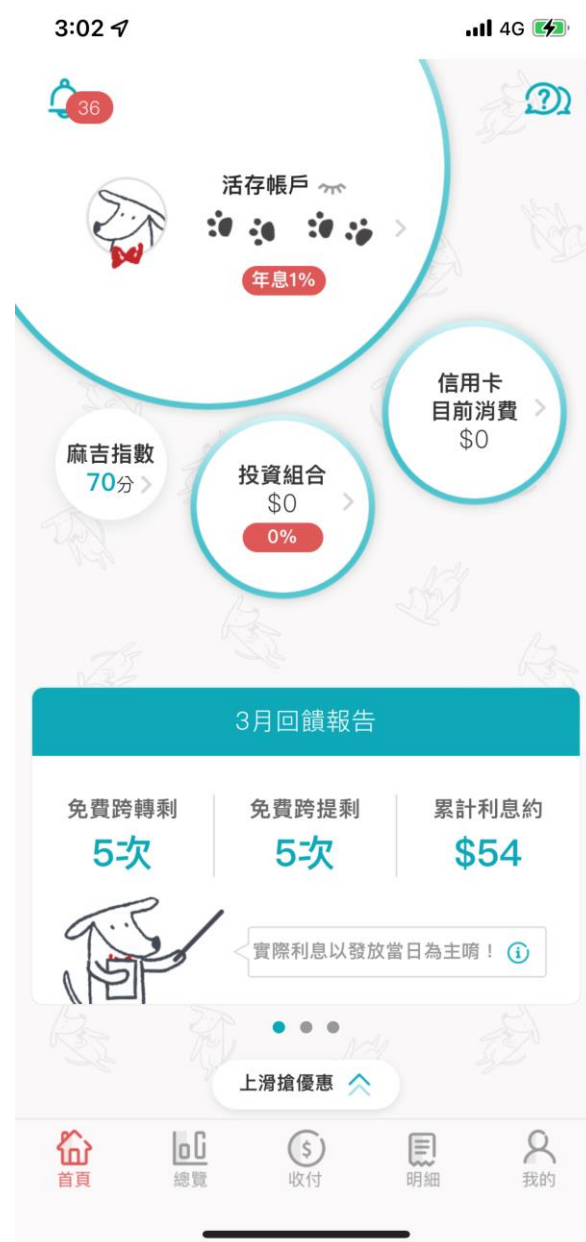 3:02
4G
36
活存帳戶
年息1%
信用卡
目前消費
$0
麻吉指數
70分
投資組合
$0
0%
3月回饋報告
免費跨轉剩
免費跨提剩
累計利息約
5次
5次
$54
實際利息以發放當日為主唷！
上滑搶優惠
首頁
總覽
收付
明細
我的